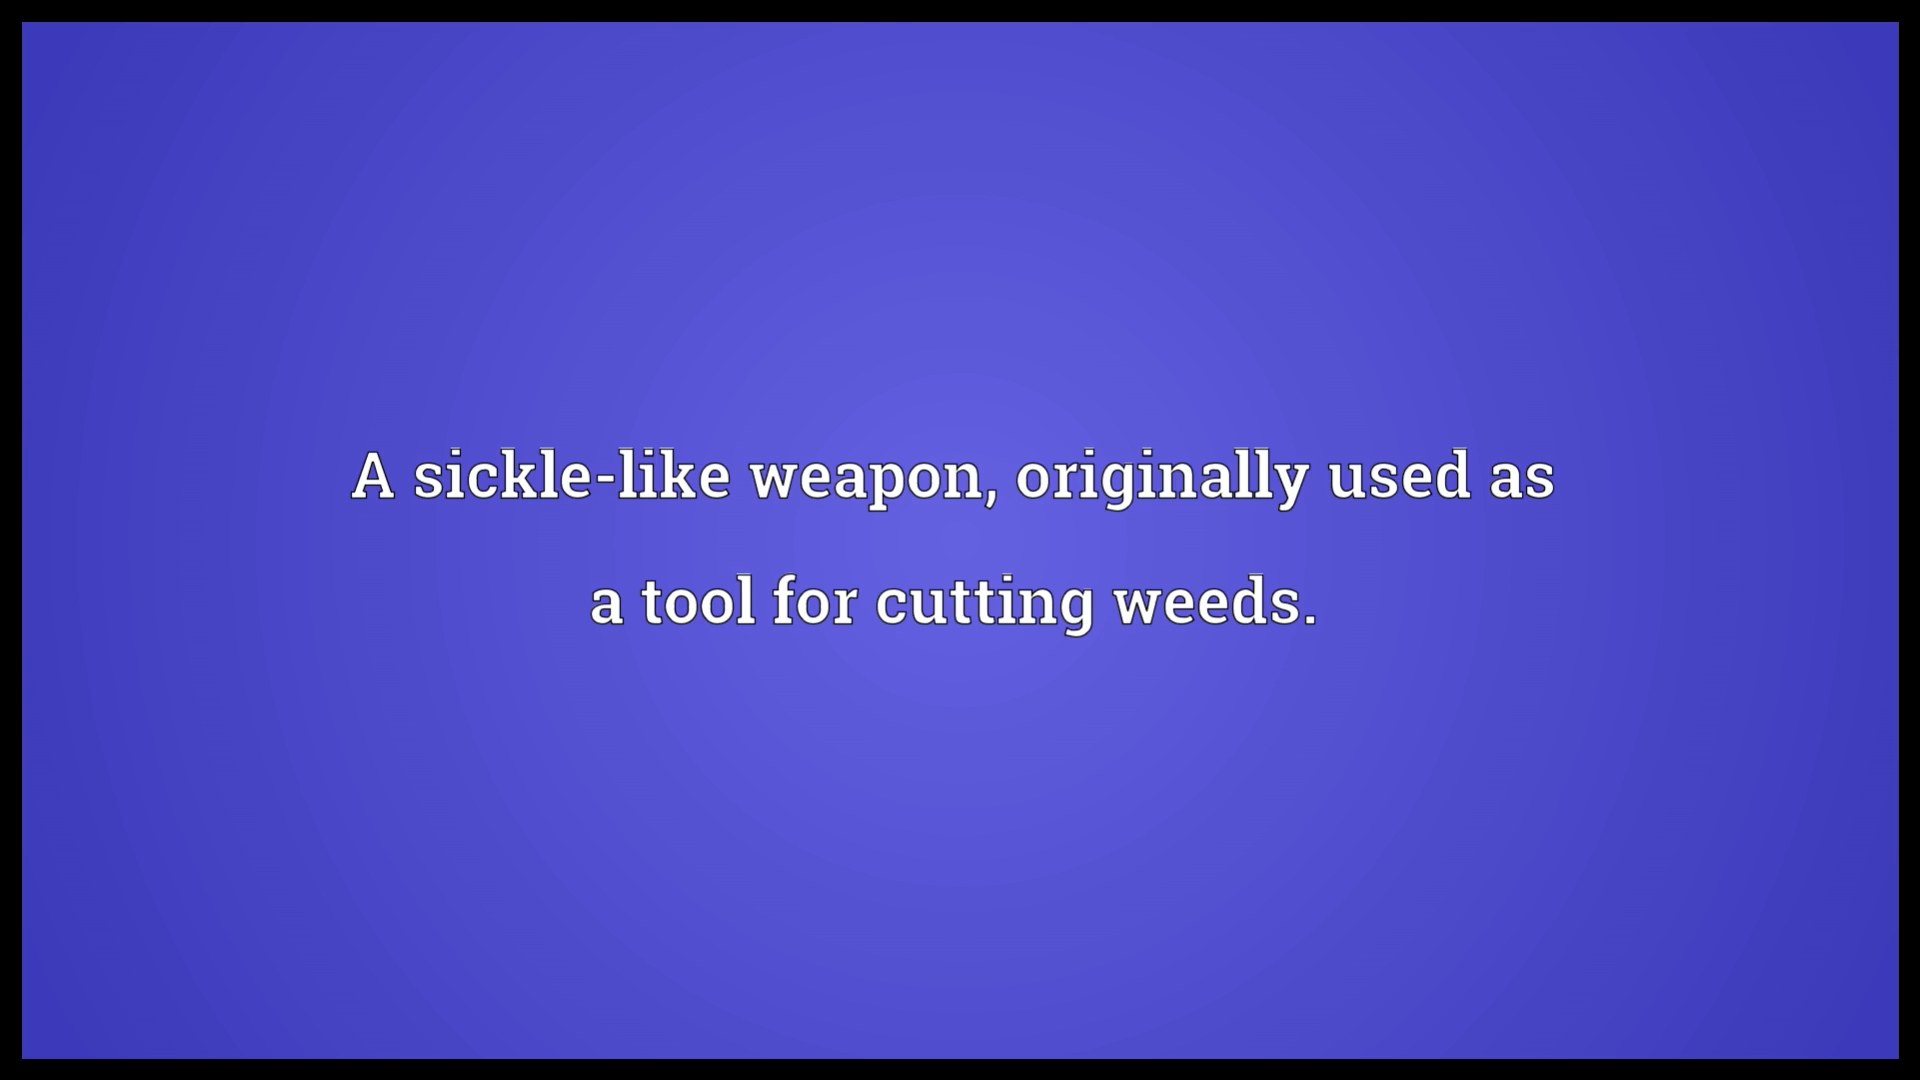 A sickle-like weapon, originally used as
a tool for cutting weeds.